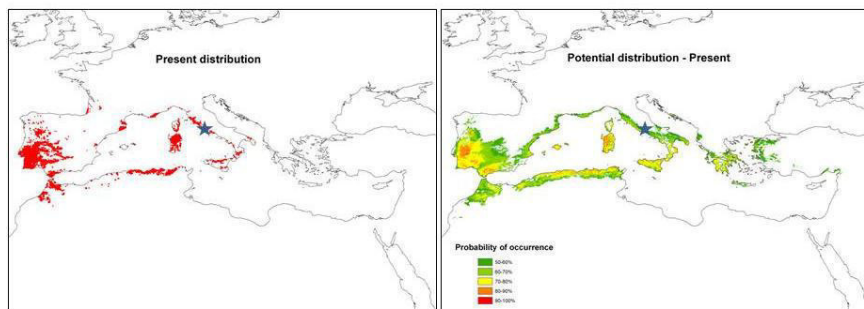 Present distribution
Potential distribution - Present
Probability of occurrence
50-60%
60-70%
70-80%
80-90%
90-100%